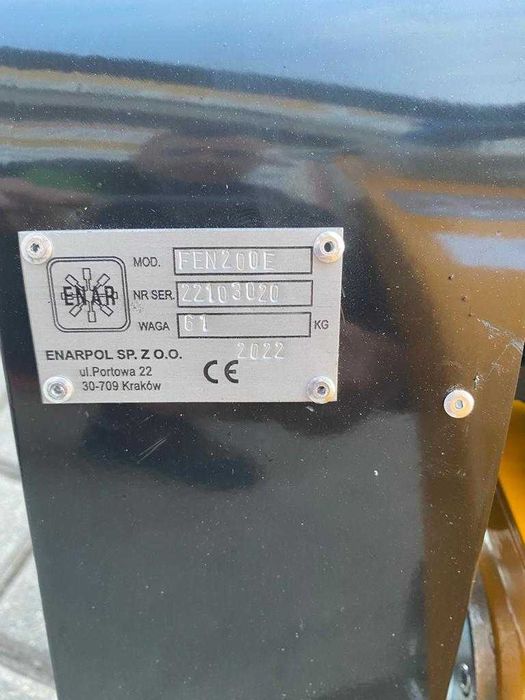 ENAR
MOD. FEN200E
NR SER. 22103020
WAGA 61 KG
ENARPOL SP. Z O.O. 2022
ul.Portowa 22
30-709 Kraków
CE